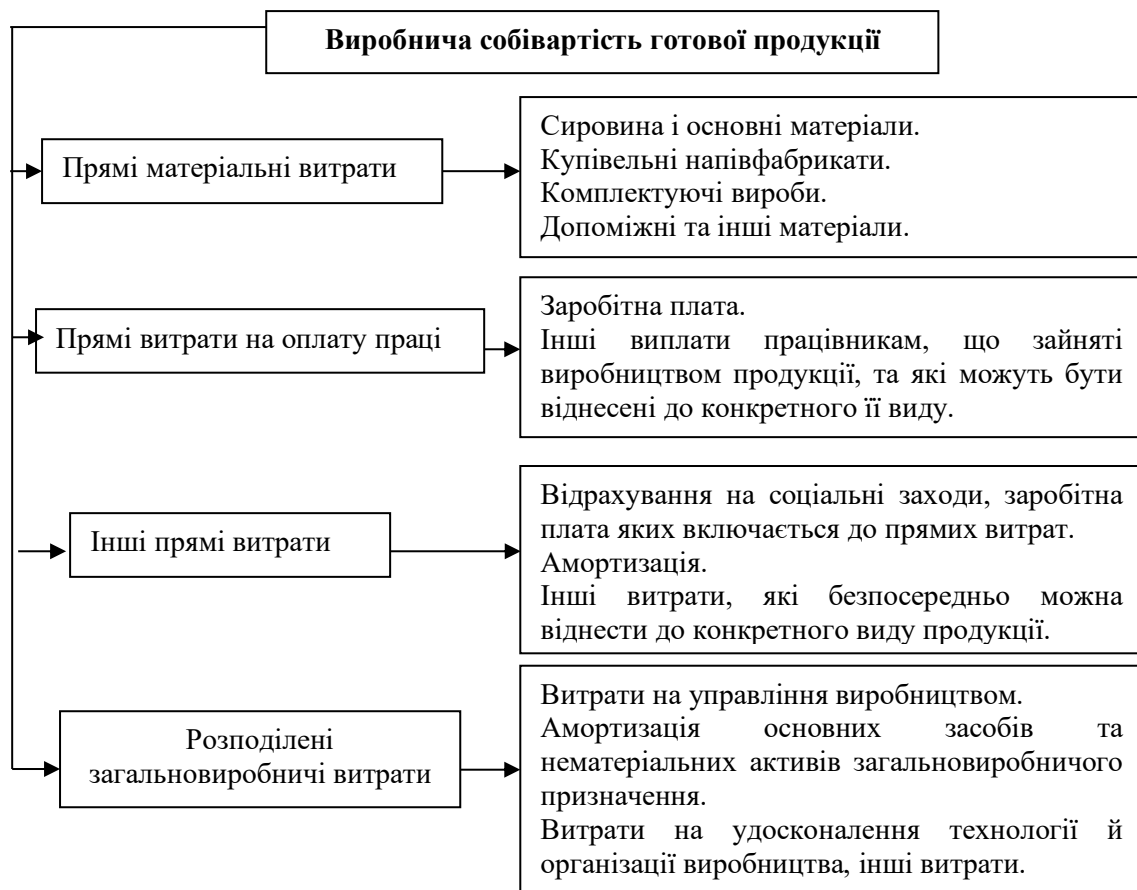 Виробнича собівартість готової продукції
Прямі матеріальні витрати
Сировина і основні матеріали.
Купівельні напівфабрикати.
Комплектуючі вироби.
Допоміжні та інші матеріали.
Прямі витрати на оплату праці
Заробітна плата.
Інші виплати працівникам, що зайняті
виробництвом продукції, та які можуть бути
віднесені до конкретного її виду.
Інші прямі витрати
Відрахування на соціальні заходи, заробітна
плата яких включається до прямих витрат.
Амортизація.
Інші витрати, які безпосередньо можна
віднести до конкретного виду продукції.
Розподілені
загальновиробничі витрати
Витрати на управління виробництвом.
Амортизація основних засобів та
нематеріальних активів загальновиробничого
призначення.
Витрати на удосконалення технології й
організації виробництва, інші витрати.